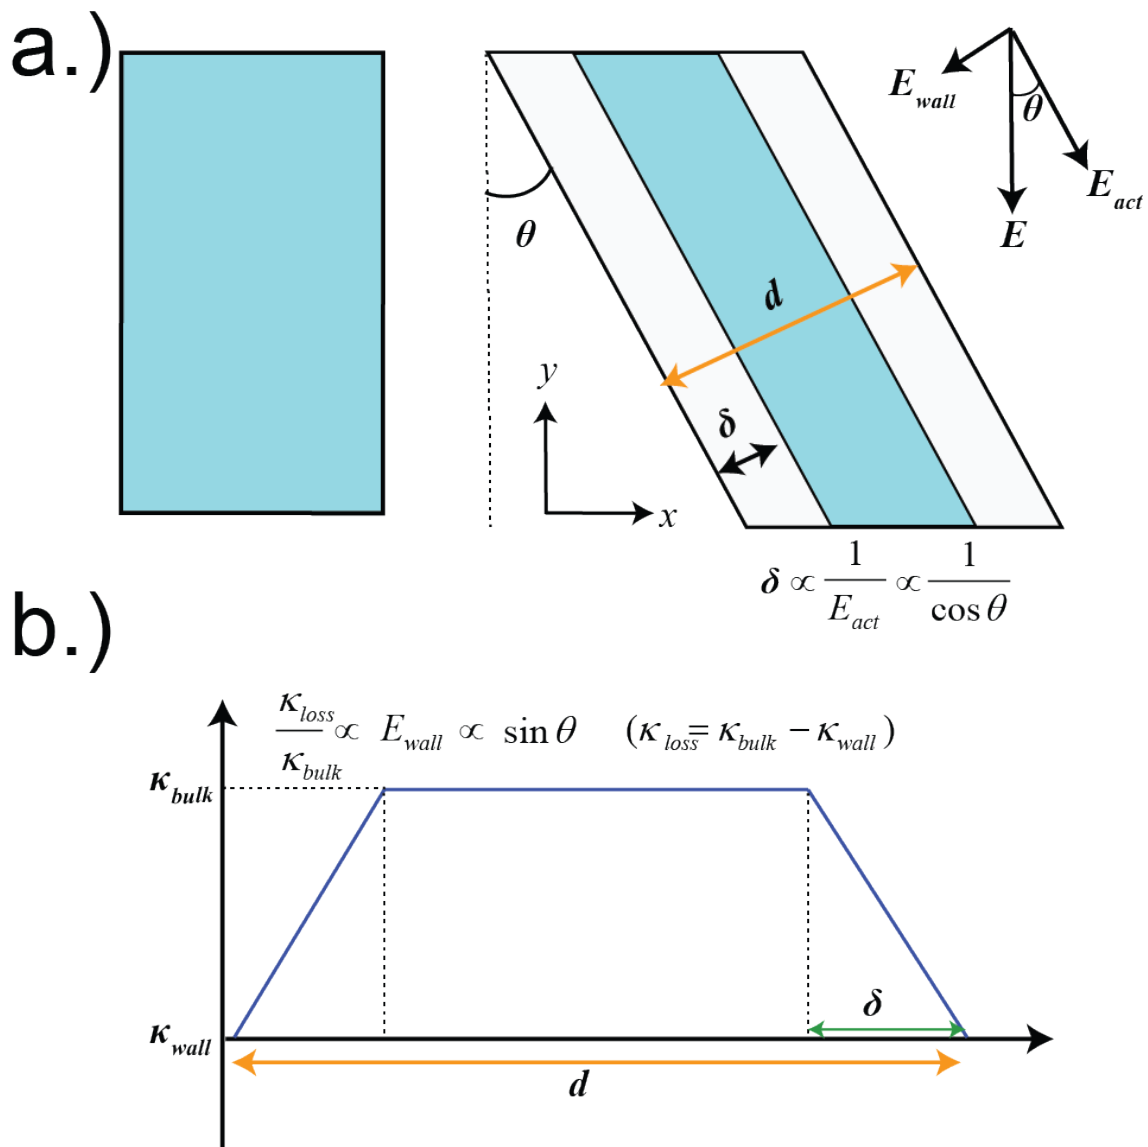 a.)
E_wall
θ
E_act
E
θ
d
y
δ
x
δ ∝ 1/E_act ∝ 1/cos θ
b.)
κ_loss/κ_bulk ∝ E_wall ∝ sin θ (κ_loss = κ_bulk − κ_wall)
κ_bulk
δ
κ_wall
d